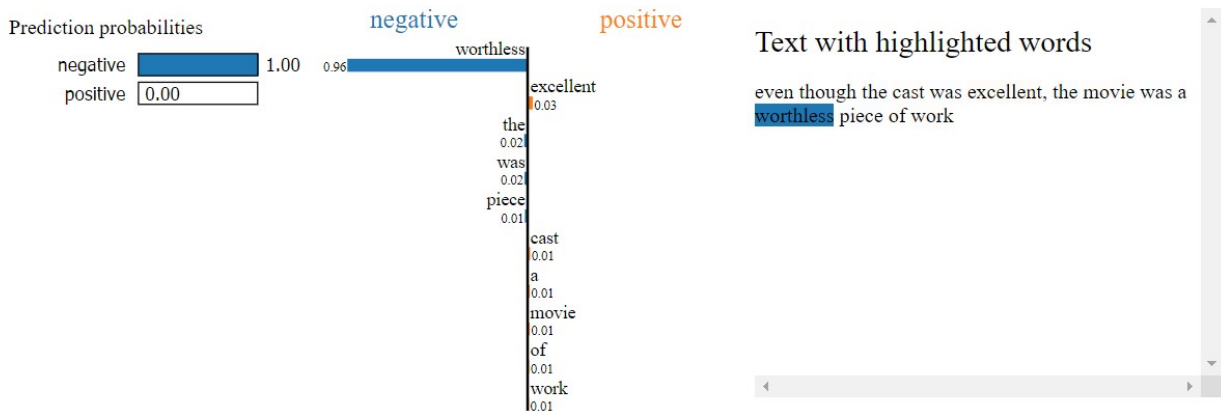 Prediction probabilities
negative 1.00
positive 0.00
negative positive
worthless
0.96
excellent
0.03
the
0.02
was
0.02
piece
0.01
cast
0.01
a
0.01
movie
0.01
of
0.01
work
0.01
Text with highlighted words
even though the cast was excellent, the movie was a
worthless piece of work